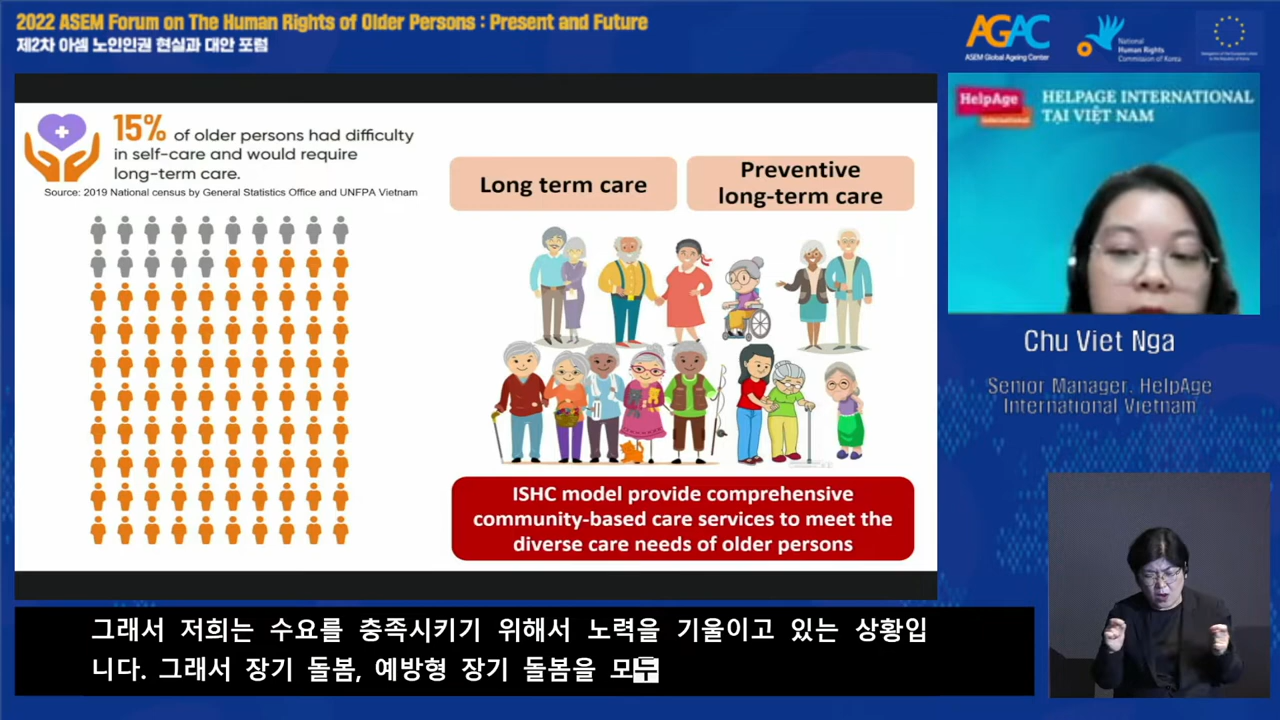 2022 ASEM Forum on The Human Rights of Older Persons : Present and Future
제2차 아셈 노인인권 현실과 대안 포럼
AGAC
ASEM Global Ageing Center
National
Human Rights
Commission of Korea
HelpAge
International
HELPAGE INTERNATIONAL
TẠI VIỆT NAM
15% of older persons had difficulty
in self-care and would require
long-term care.
Source: 2019 National census by General Statistics Office and UNFPA Vietnam
Long term care
Preventive
long-term care
ISHC model provide comprehensive
community-based care services to meet the
diverse care needs of older persons
Chu Viet Nga
Senior Manager, HelpAge
International Vietnam
그래서 저희는 수요를 충족시키기 위해서 노력을 기울이고 있는 상황입
니다. 그래서 장기 돌봄, 예방형 장기 돌봄을 모두